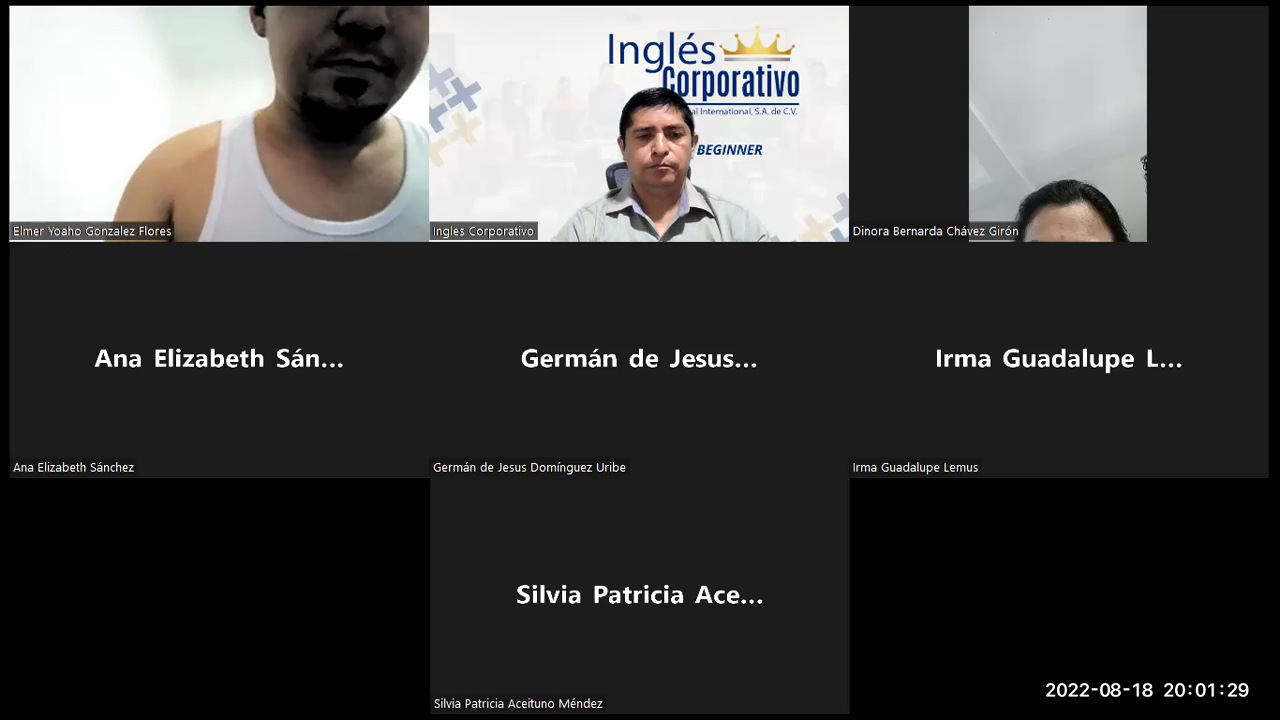 Inglés
Corporativo
al International, S.A. de C.V.
BEGINNER
Elmer Yoaho Gonzalez Flores
Ingles Corporativo
Dinora Bernarda Chávez Girón
Ana Elizabeth Sán...
Germán de Jesus...
Irma Guadalupe L...
Ana Elizabeth Sánchez
Germán de Jesus Domínguez Uribe
Irma Guadalupe Lemus
Silvia Patricia Ace...
Silvia Patricia Aceituno Méndez
2022-08-18 20:01:29